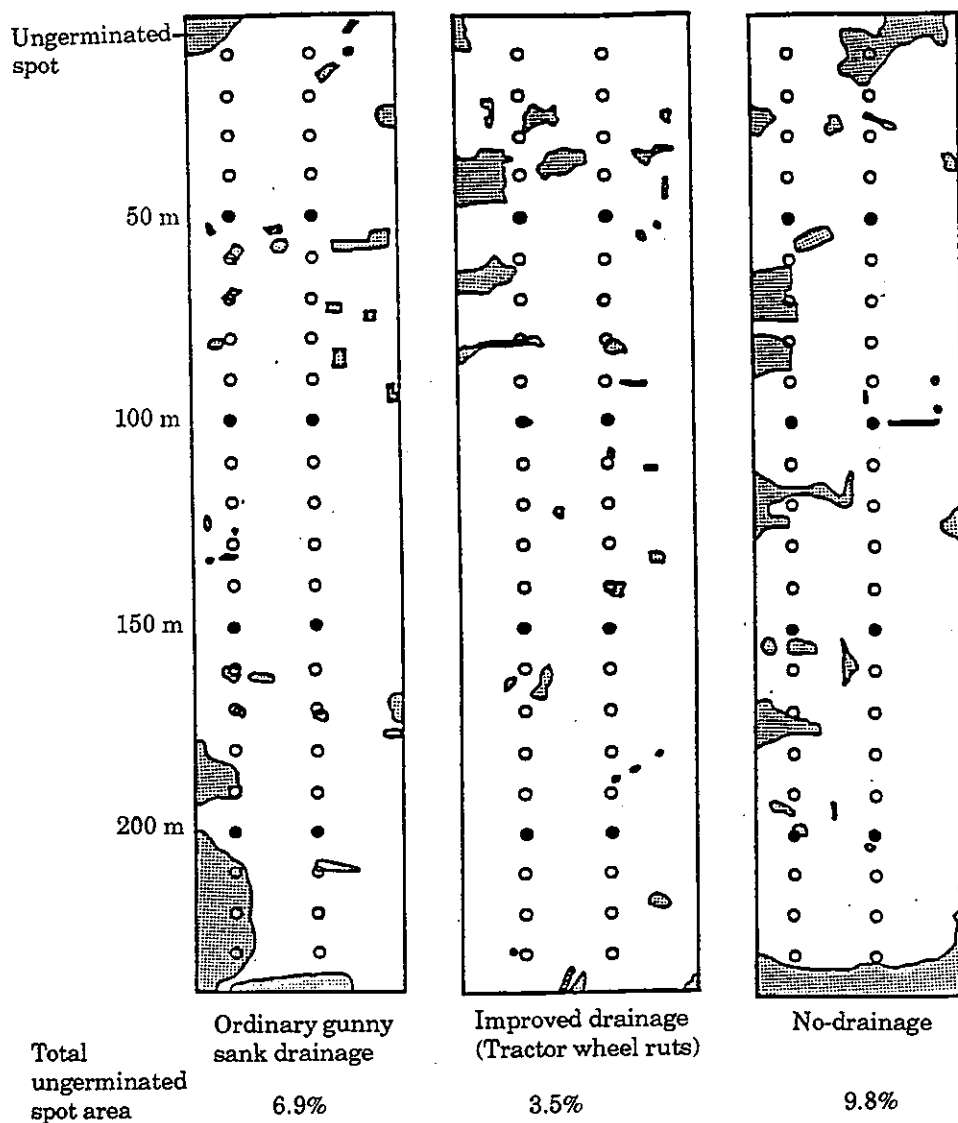 Ungerminated
spot
50 m
100 m
150 m
200 m
Ordinary gunny
sank drainage
Improved drainage
(Tractor wheel ruts)
No-drainage
Total
ungerminated
spot area
6.9%
3.5%
9.8%